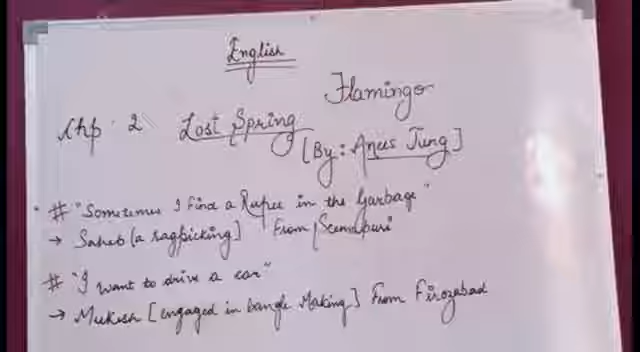 English
Flamingo
Chp. 2 Lost Spring
[By: Anees Jung]
# "Sometimes I find a Rupee in the Garbage"
→ Saheb (a ragpicking] From Seemapuri
# "I want to drive a car"
→ Mukesh [engaged in bangle Making] From Firozabad